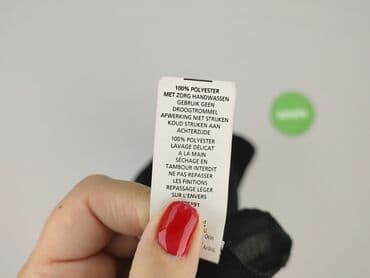 100% POLYESTER
MET ZORG HANDWASSEN
GEBRUIK GEEN
DROOGTROMMEL
AFWERKING NIET STRIJKEN
KOUD STRIJKEN AAN
ACHTERZIJDE
100% POLYESTER
LAVAGE DÉLICAT
A LA MAIN
SÉCHAGE EN
TAMBOUR INTERDIT
NE PAS REPASSER
LES FINITIONS
REPASSAGE LÉGER
SUR L'ENVERS